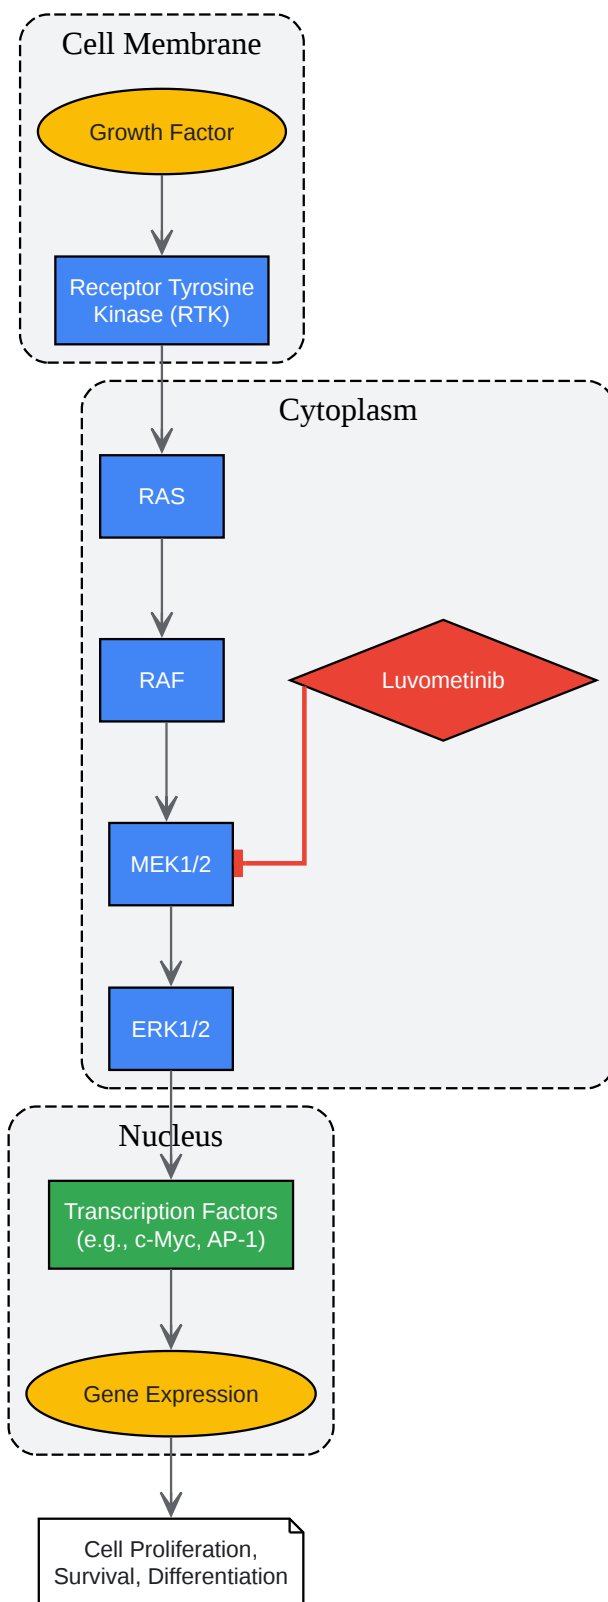 Cell Membrane
Growth Factor
Receptor Tyrosine
Kinase (RTK)
Cytoplasm
RAS
RAF
Luvometinib
MEK1/2
ERK1/2
Nucleus
Transcription Factors
(e.g., c-Myc, AP-1)
Gene Expression
Cell Proliferation,
Survival, Differentiation